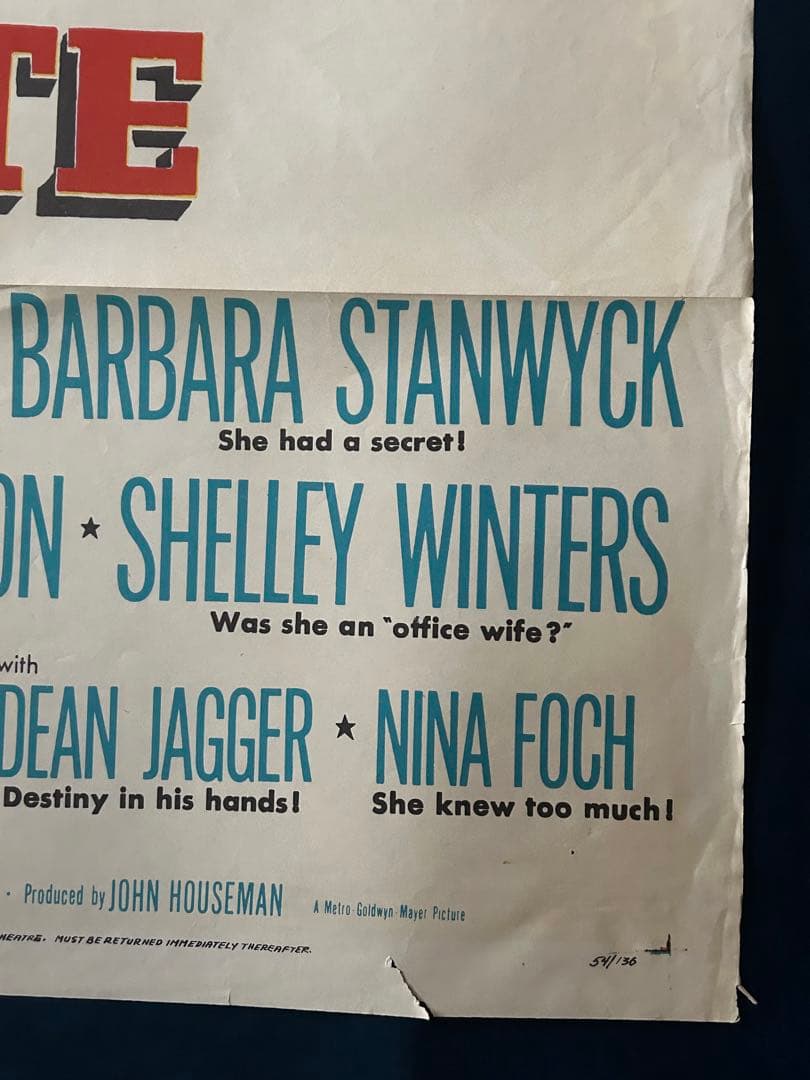 TE
BARBARA STANWYCK
She had a secret!
ON ★ SHELLEY WINTERS
Was she an "office wife?"
with
DEAN JAGGER ★ NINA FOCH
Destiny in his hands! She knew too much!
• Produced by JOHN HOUSEMAN A Metro-Goldwyn-Mayer Picture
HEATRE. MUST BE RETURNED IMMEDIATELY THEREAFTER.
54/136